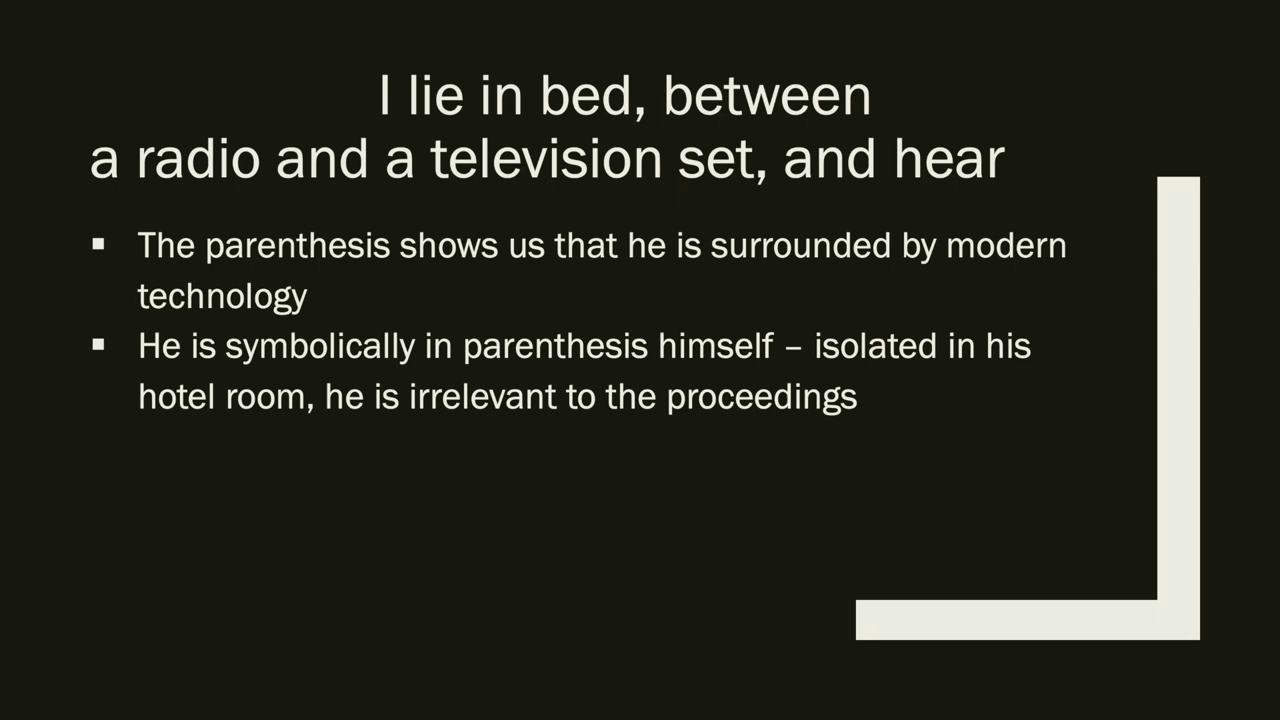 I lie in bed, between
a radio and a television set, and hear
▪ The parenthesis shows us that he is surrounded by modern
technology
▪ He is symbolically in parenthesis himself – isolated in his
hotel room, he is irrelevant to the proceedings